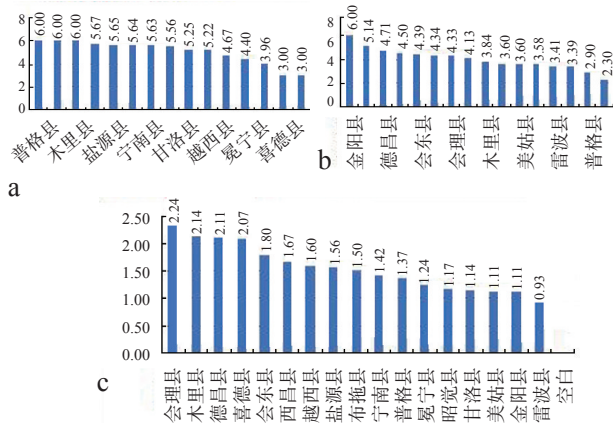 8
6
4
2
0
6.00 6.00 6.00 5.67 5.65 5.64 5.63 5.56 5.25 5.22 4.67 4.40 3.96 3.00 3.00
普格县 木里县 盐源县 宁南县 甘洛县 越西县 冕宁县 喜德县
a
8
6
4
2
0
6.00 5.14 4.71 4.50 4.39 4.34 4.33 4.13 3.84 3.60 3.60 3.58 3.41 3.39 2.90 2.30
金阳县 德昌县 会东县 会理县 木里县 美姑县 雷波县 普格县
b
2.50
2.00
1.50
1.00
0.50
0.00
2.24 2.14 2.11 2.07 1.80 1.67 1.60 1.56 1.50 1.42 1.37 1.24 1.17 1.14 1.11 1.11 0.93
会理县 木里县 德昌县 喜德县 会东县 西昌县 越西县 盐源县 布拖县 宁南县 普格县 冕宁县 昭觉县 甘洛县 美姑县 金阳县 雷波县 空白
c